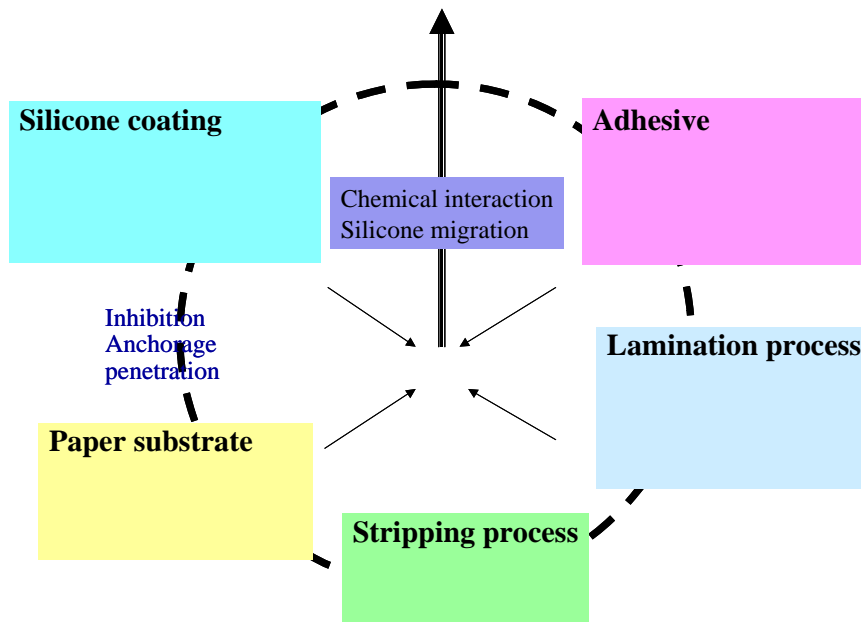 Silicone coating
Adhesive
Chemical interaction
Silicone migration
Inhibition
Anchorage
penetration
Lamination process
Paper substrate
Stripping process